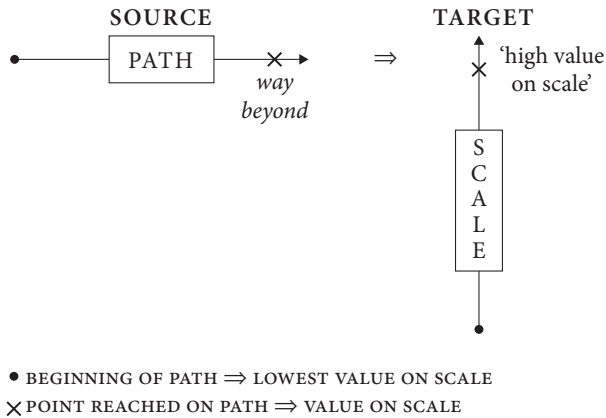 SOURCE
TARGET
PATH
way
beyond
⇒
'high value
on scale'
SCALE
• BEGINNING OF PATH ⇒ LOWEST VALUE ON SCALE
× POINT REACHED ON PATH ⇒ VALUE ON SCALE